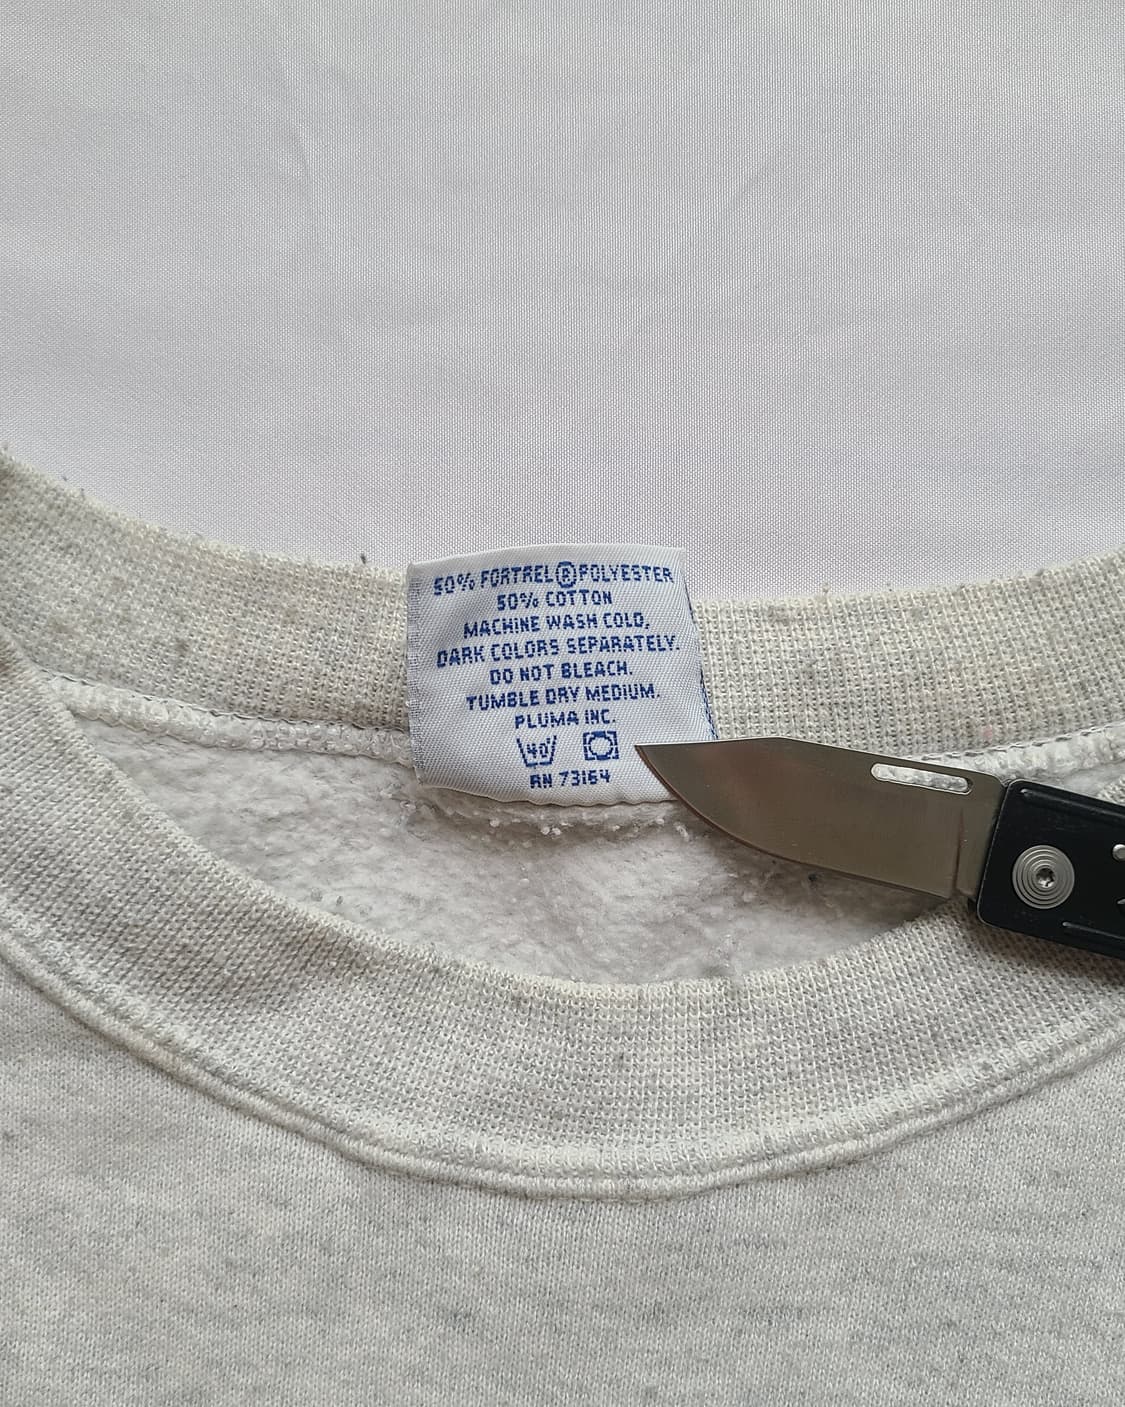 50% FORTREL®POLYESTER
50% COTTON
MACHINE WASH COLD,
DARK COLORS SEPARATELY.
DO NOT BLEACH.
TUMBLE DRY MEDIUM.
PLUMA INC.
40°
RN 73164